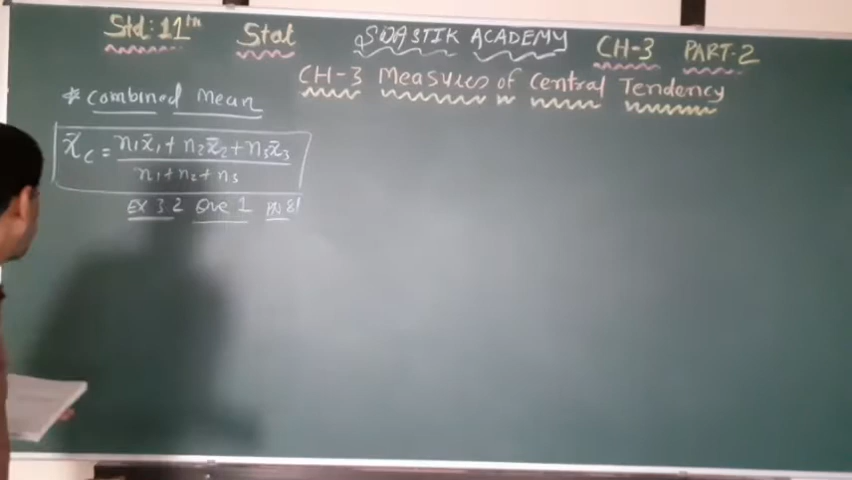 Std: 11th Stat SWASTIK ACADEMY CH-3 PART-2
CH-3 Measures of Central Tendency
* Combined Mean
x̄c = n1x̄1 + n2x̄2 + n3x̄3
n1 + n2 + n3
EX 3 2 Que 1 PN 81